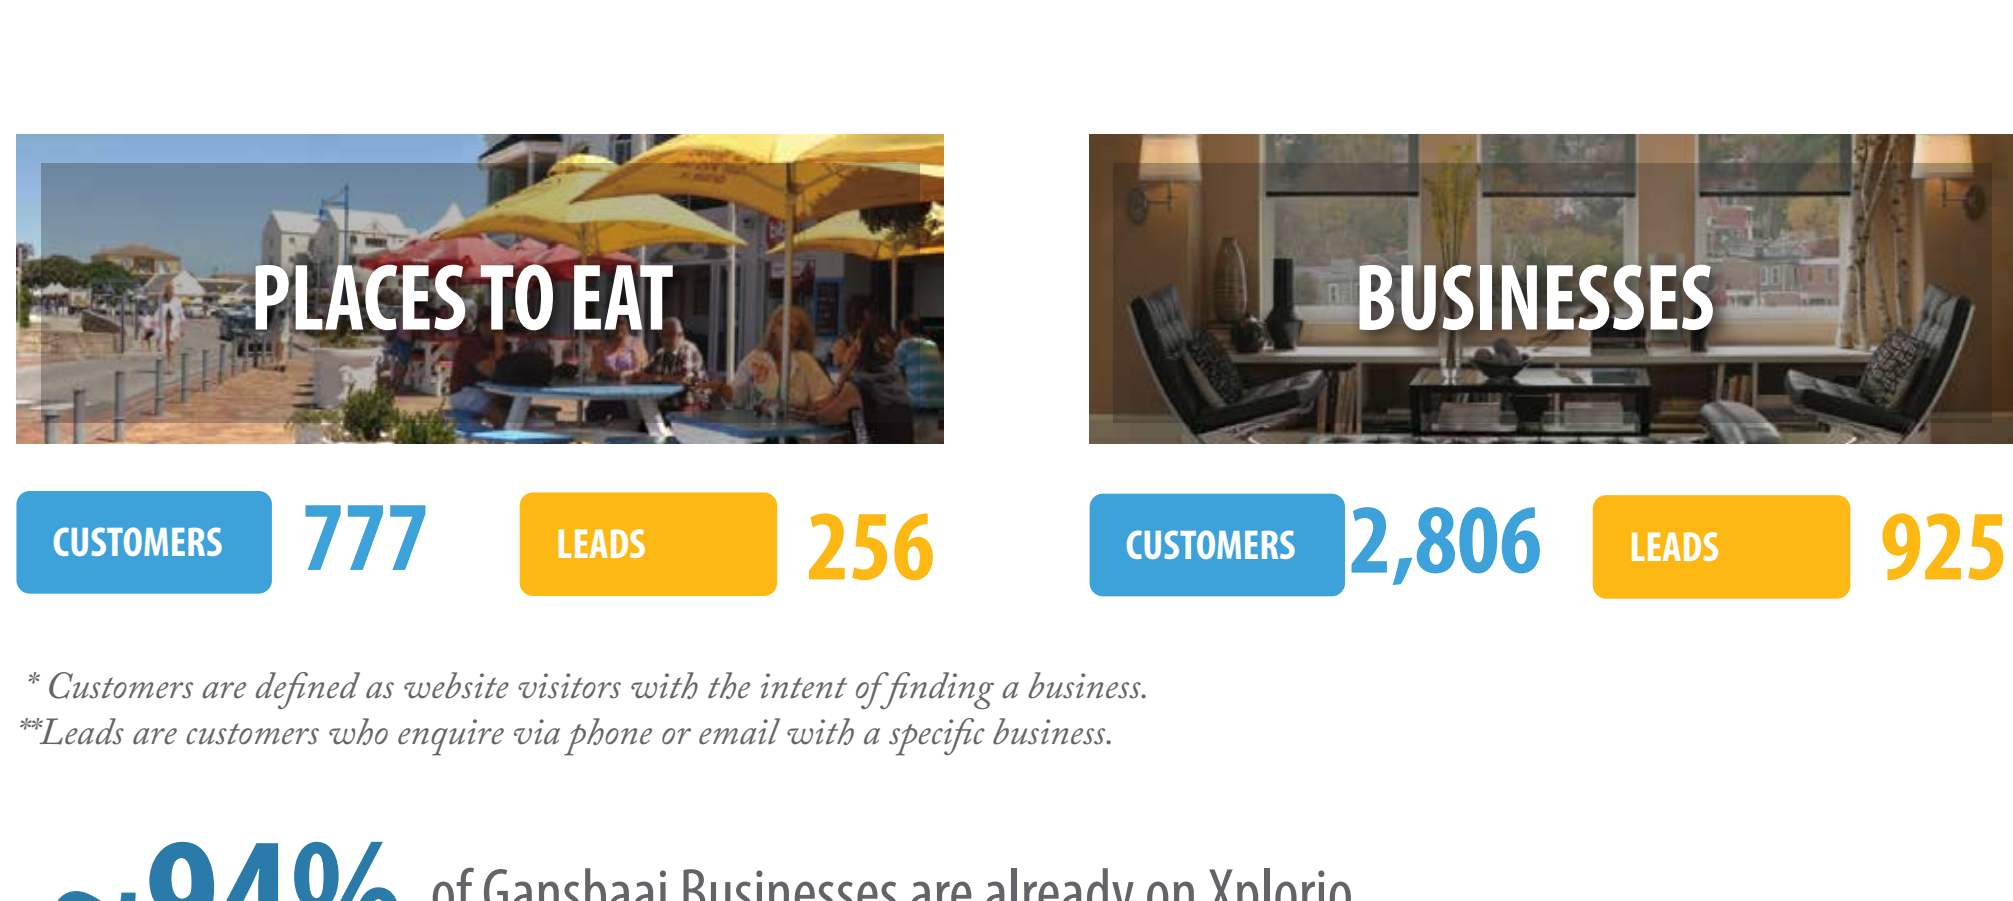 PLACES TO EAT
BUSINESSES
CUSTOMERS 777 LEADS 256
CUSTOMERS 2,806 LEADS 925
* Customers are defined as website visitors with the intent of finding a business.
**Leads are customers who enquire via phone or email with a specific business.
~94% of Gansbaai Businesses are already on Xplorio